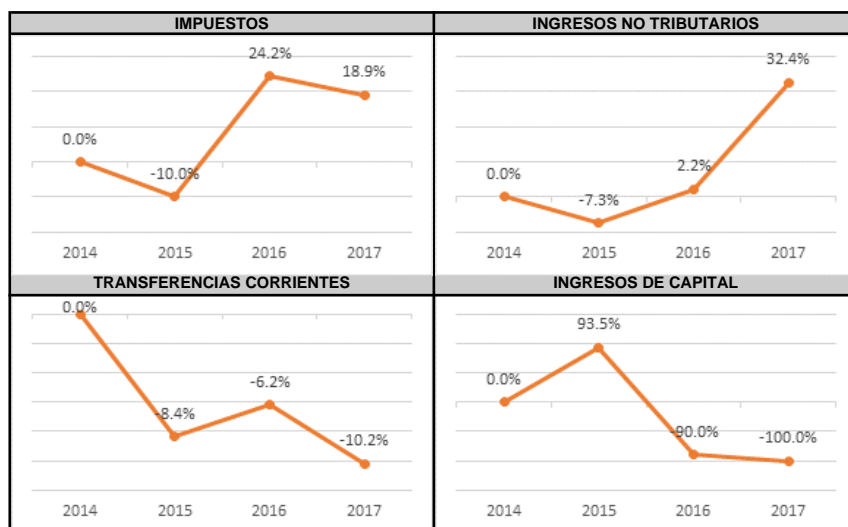 IMPUESTOS
24.2%
18.9%
0.0%
-10.0%
2014 2015 2016 2017
INGRESOS NO TRIBUTARIOS
32.4%
2.2%
0.0%
-7.3%
2014 2015 2016 2017
TRANSFERENCIAS CORRIENTES
0.0%
-6.2%
-8.4%
-10.2%
2014 2015 2016 2017
INGRESOS DE CAPITAL
93.5%
0.0%
-90.0%
-100.0%
2014 2015 2016 2017